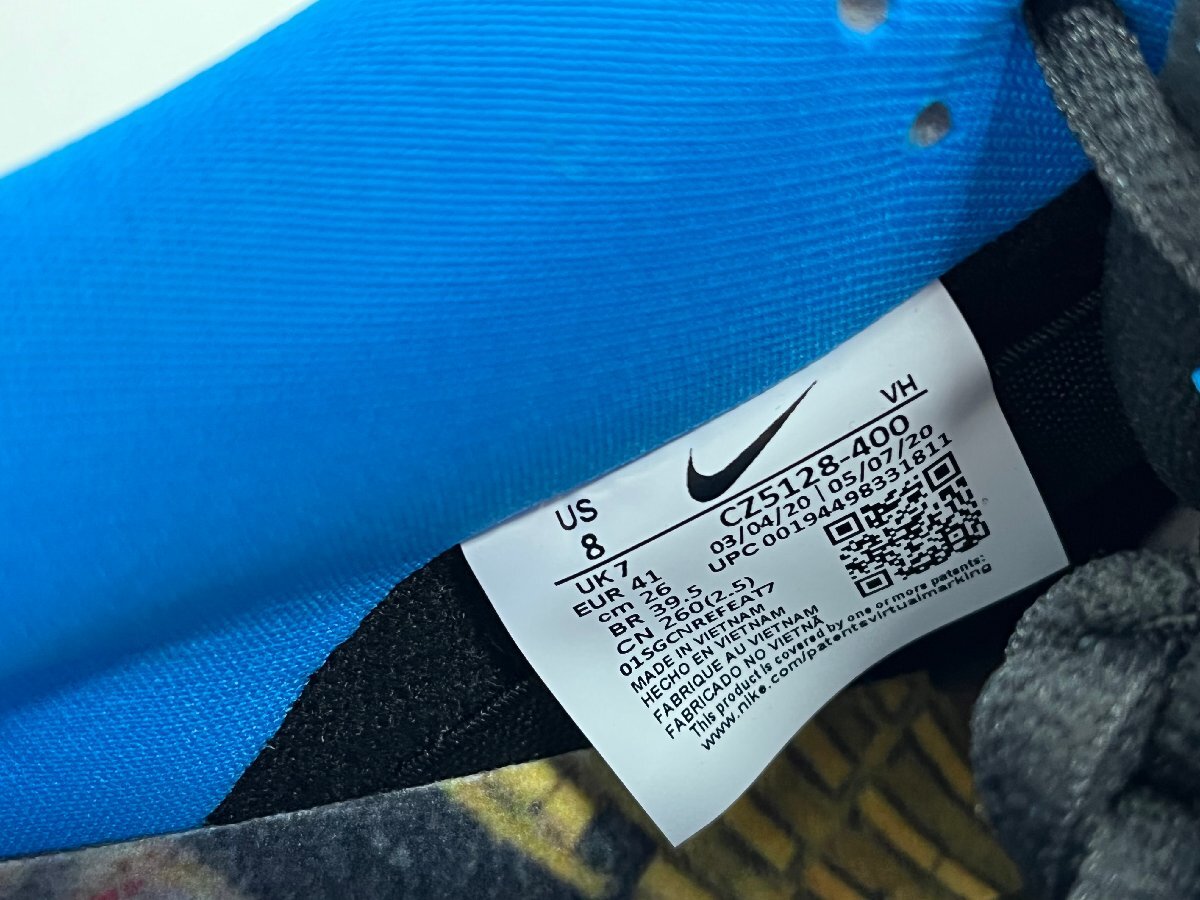 US
8
VH
UK 7
EUR 41
cm 26
BR 39.5
CN 260(2.5)
CZ5128-400
03/04/20 | 05/07/20
UPC 00194498331811
01SGCNREFEAT7
MADE IN VIETNAM
HECHO EN VIETNAM
FABRIQUE AU VIETNAM
FABRICADO NO VIETNÃ
This product is covered by one or more patents:
www.nike.com/patentsvirtualmarking